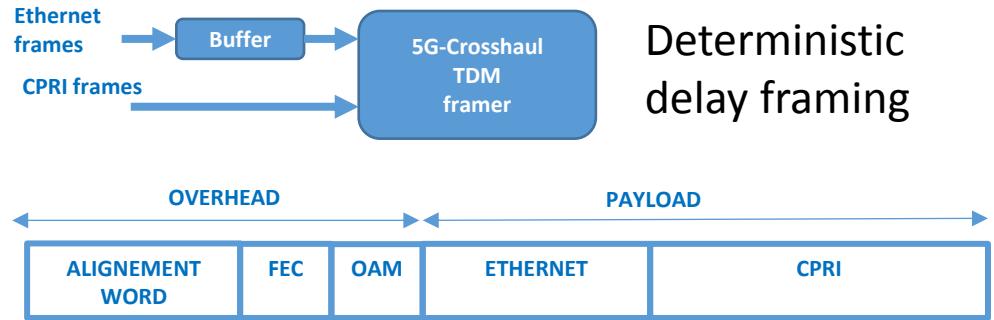 Ethernet
frames
Buffer
CPRI frames
5G-Crosshaul
TDM
framer
Deterministic
delay framing
OVERHEAD
PAYLOAD
ALIGNEMENT
WORD
FEC
OAM
ETHERNET
CPRI